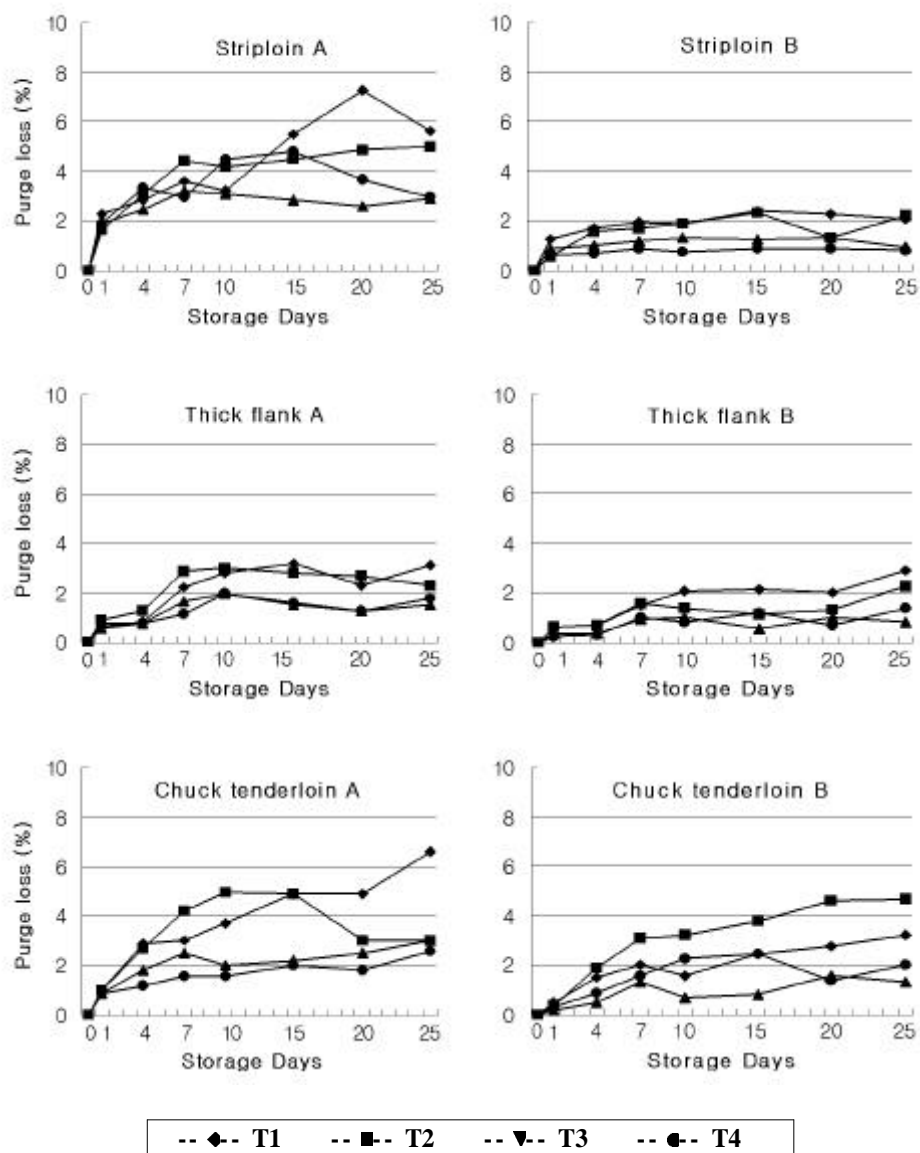 Striploin A
Purge loss (%)
10
8
6
4
2
0
0 1 4 7 10 15 20 25
Storage Days
Striploin B
10
8
6
4
2
0
0 1 4 7 10 15 20 25
Storage Days
Thick flank A
Purge loss (%)
10
8
6
4
2
0
0 1 4 7 10 15 20 25
Storage Days
Thick flank B
10
8
6
4
2
0
0 1 4 7 10 15 20 25
Storage Days
Chuck tenderloin A
Purge loss (%)
10
8
6
4
2
0
0 1 4 7 10 15 20 25
Storage Days
Chuck tenderloin B
10
8
6
4
2
0
0 1 4 7 10 15 20 25
Storage Days
T1 T2 T3 T4